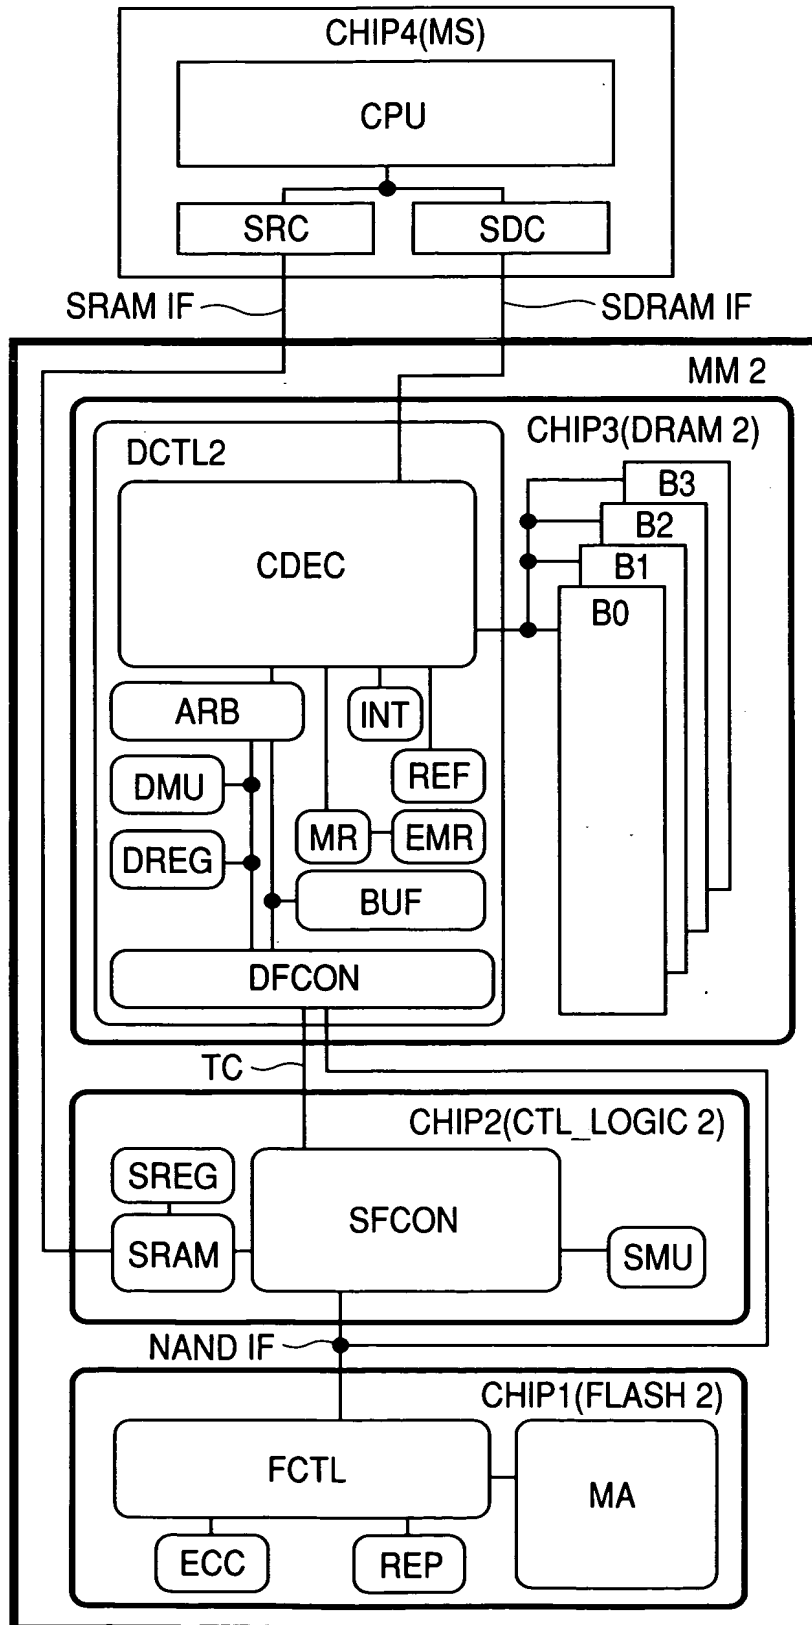 CHIP4(MS)
CPU
SRC
SDC
SRAM IF
SDRAM IF
MM 2
CHIP3(DRAM 2)
DCTL2
B3
B2
B1
B0
CDEC
ARB
INT
DMU
REF
MR
EMR
DREG
BUF
DFCON
TC
CHIP2(CTL_LOGIC 2)
SREG
SFCON
SRAM
SMU
NAND IF
CHIP1(FLASH 2)
FCTL
MA
ECC
REP